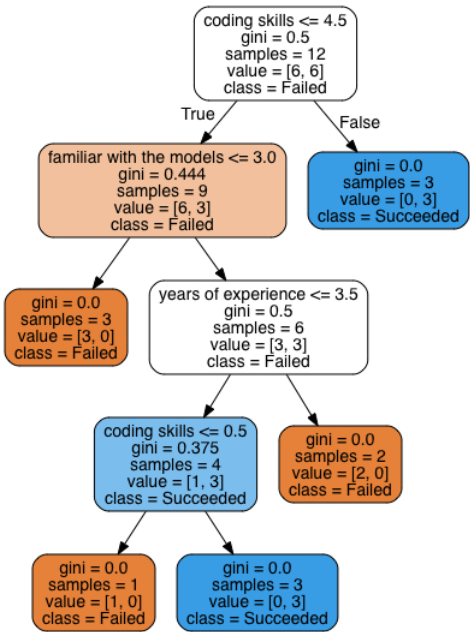 coding skills <= 4.5
gini = 0.5
samples = 12
value = [6, 6]
class = Failed
True
False
familiar with the models <= 3.0
gini = 0.444
samples = 9
value = [6, 3]
class = Failed
gini = 0.0
samples = 3
value = [0, 3]
class = Succeeded
gini = 0.0
samples = 3
value = [3, 0]
class = Failed
years of experience <= 3.5
gini = 0.5
samples = 6
value = [3, 3]
class = Failed
coding skills <= 0.5
gini = 0.375
samples = 4
value = [1, 3]
class = Succeeded
gini = 0.0
samples = 2
value = [2, 0]
class = Failed
gini = 0.0
samples = 1
value = [1, 0]
class = Failed
gini = 0.0
samples = 3
value = [0, 3]
class = Succeeded